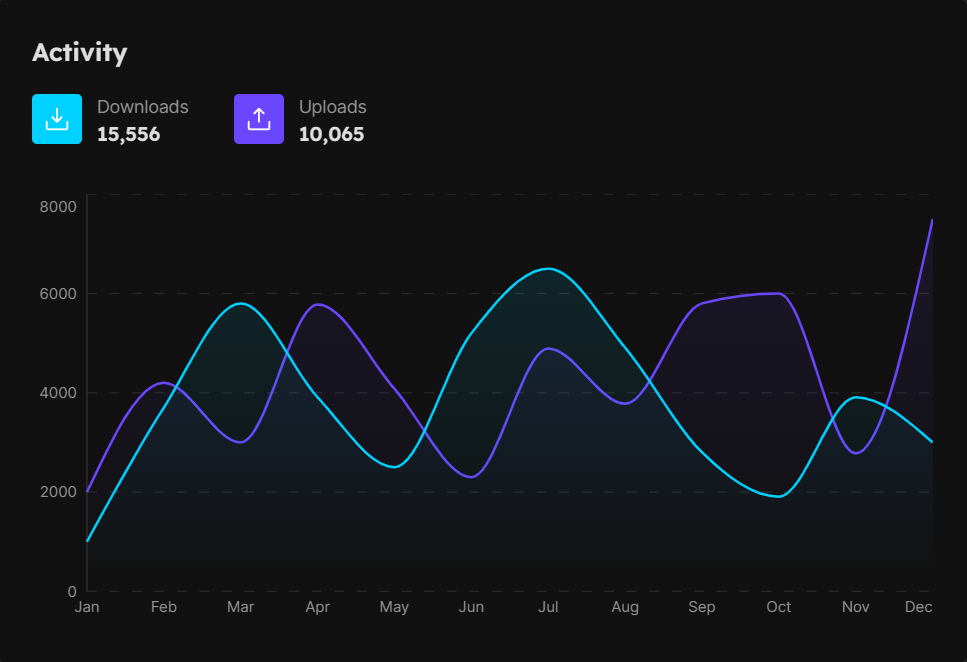 Activity
Downloads
15,556
Uploads
10,065
8000
6000
4000
2000
0
Jan Feb Mar Apr May Jun Jul Aug Sep Oct Nov Dec